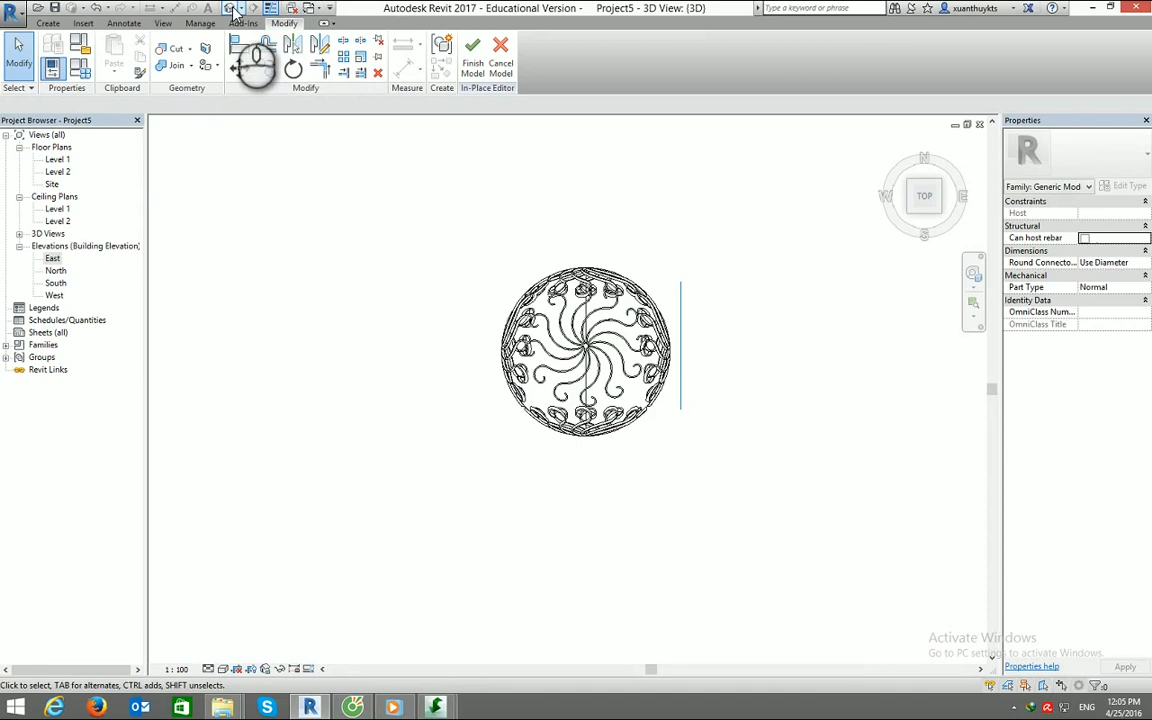 Autodesk Revit 2017 - Educational Version - Project5 - 3D View: {3D}
Type a keyword or phrase
xuanthuykts
Create Insert Annotate View Manage Add-Ins Modify
Modify
Paste
Cut
Join
Finish Model
Cancel Model
Select Properties Clipboard Geometry Modify Measure Create In-Place Editor
Project Browser - Project5
Views (all)
Floor Plans
Level 1
Level 2
Site
Ceiling Plans
Level 1
Level 2
3D Views
Elevations (Building Elevation)
East
North
South
West
Legends
Schedules/Quantities
Sheets (all)
Families
Groups
Revit Links
N
W TOP E
S
Properties
R
Family: Generic Mod Edit Type
Constraints
Host
Structural
Can host rebar
Dimensions
Round Connecto... Use Diameter
Mechanical
Part Type Normal
Identity Data
OmniClass Num...
OmniClass Title
Activate Windows
Go to PC settings to activate Windows.
Properties help Apply
1 : 100
Click to select, TAB for alternates, CTRL adds, SHIFT unselects.
:0
ENG
12:05 PM
4/25/2016